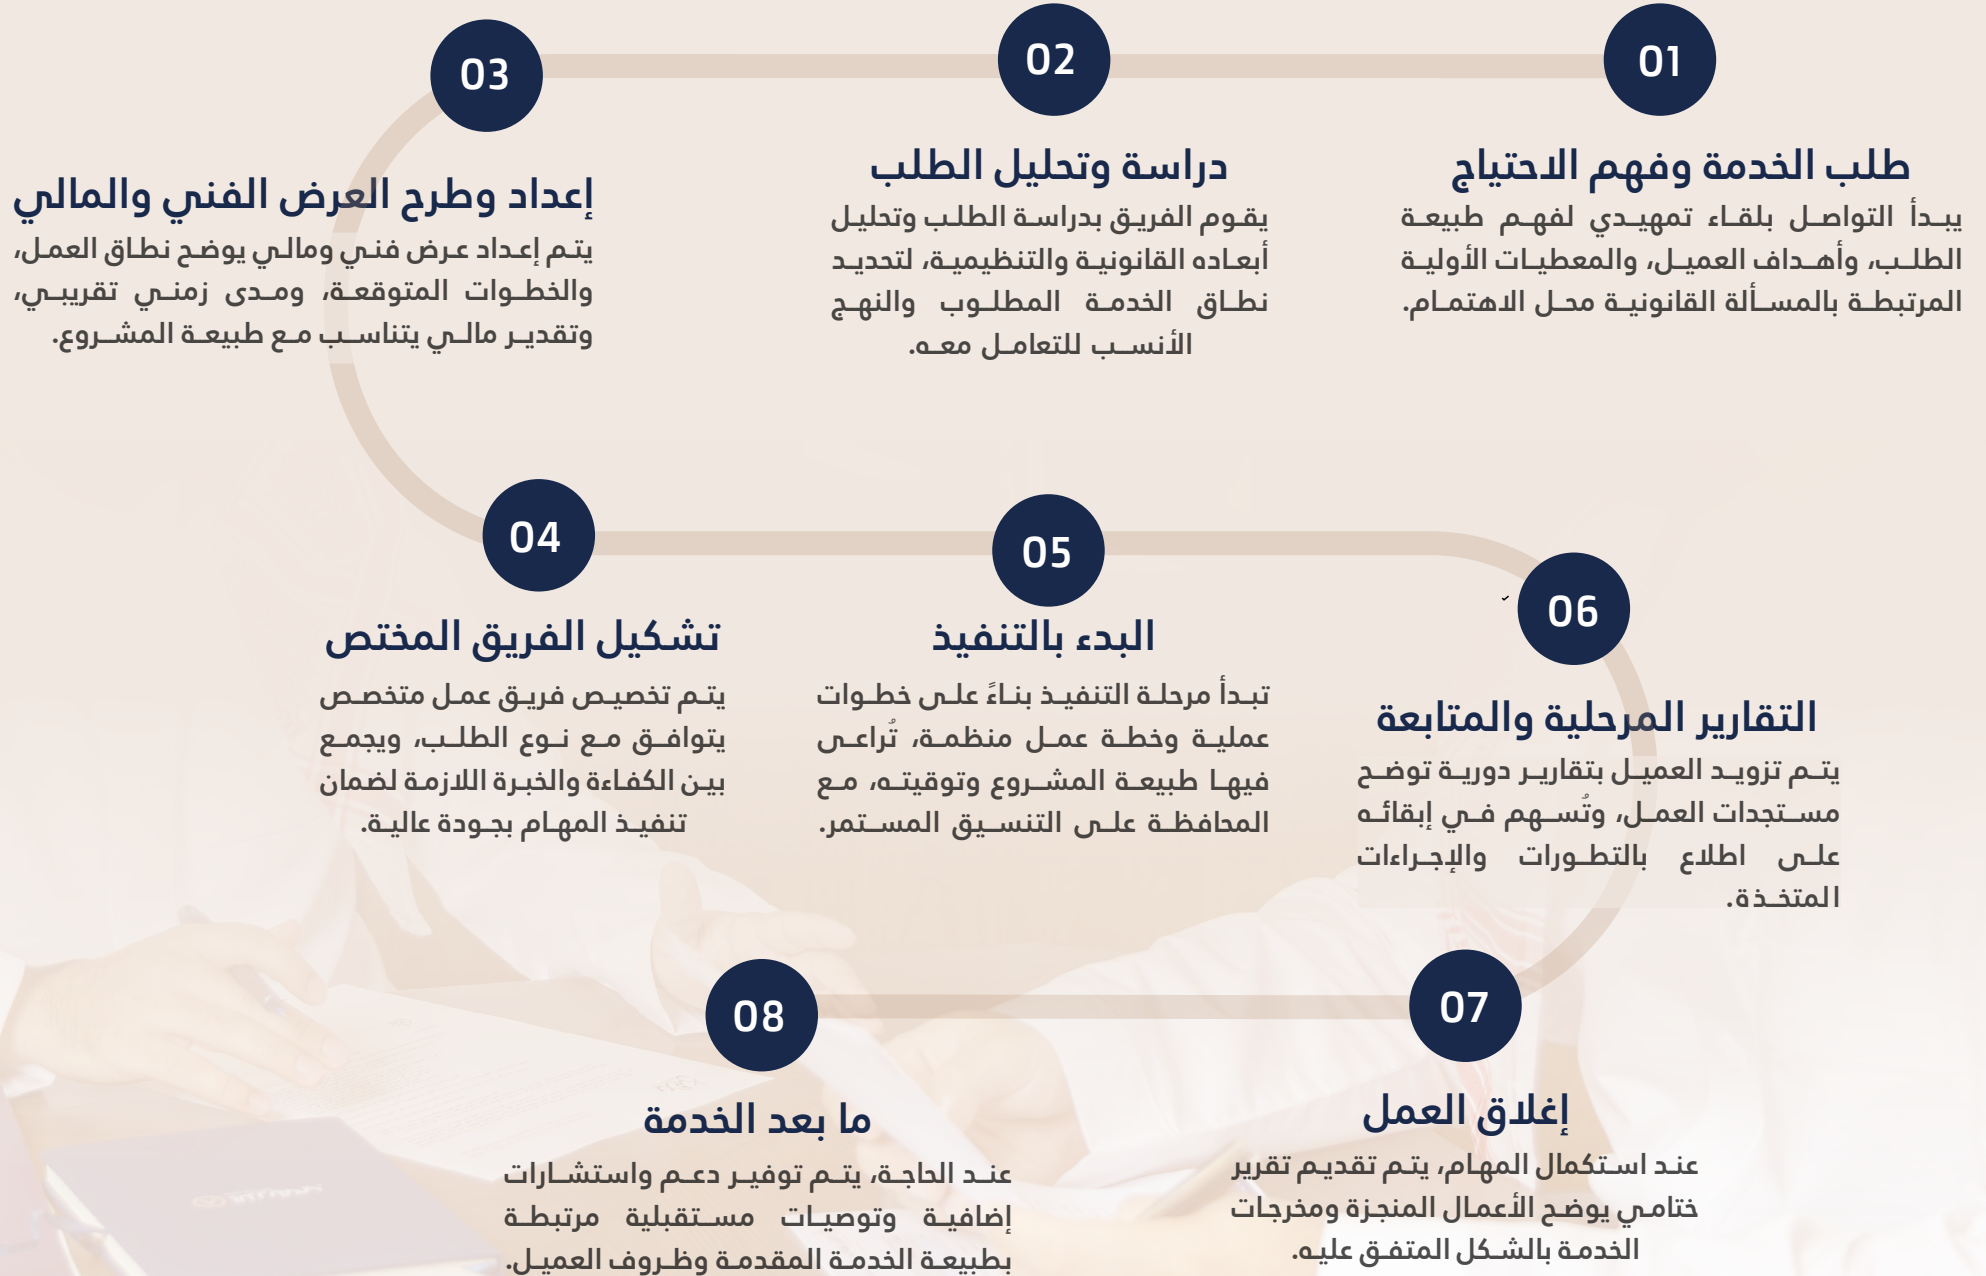 01
طلب الخدمة وفهم الاحتياج
يبدأ التواصل بلقاء تمهيدي لفهم طبيعة
الطلب، وأهداف العميل، والمعطيات الأولية
المرتبطة بالمسألة القانونية محل الاهتمام.
02
دراسة وتحليل الطلب
يقوم الفريق بدراسة الطلب وتحليل
أبعاده القانونية والتنظيمية، لتحديد
نطاق الخدمة المطلوب والنهج
الأنسب للتعامل معه.
03
إعداد وطرح العرض الفني والمالي
يتم إعداد عرض فني ومالي يوضح نطاق العمل،
والخطوات المتوقعة، ومدى زمني تقريبي،
وتقدير مالي يتناسب مع طبيعة المشروع.
04
تشكيل الفريق المختص
يتم تخصيص فريق عمل متخصص
يتوافق مع نوع الطلب، ويجمع
بين الكفاءة والخبرة اللازمة لضمان
تنفيذ المهام بجودة عالية.
05
البدء بالتنفيذ
تبدأ مرحلة التنفيذ بناءً على خطوات
عملية وخطة عمل منظمة، تُراعى
فيها طبيعة المشروع وتوقيته، مع
المحافظة على التنسيق المستمر.
06
التقارير المرحلية والمتابعة
يتم تزويد العميل بتقارير دورية توضح
مستجدات العمل، وتُسهم في إبقائه
على اطلاع بالتطورات والإجراءات
المتخذة.
07
إغلاق العمل
عند استكمال المهام، يتم تقديم تقرير
ختامي يوضح الأعمال المنجزة ومخرجات
الخدمة بالشكل المتفق عليه.
08
ما بعد الخدمة
عند الحاجة، يتم توفير دعم واستشارات
إضافية وتوصيات مستقبلية مرتبطة
بطبيعة الخدمة المقدمة وظروف العميل.